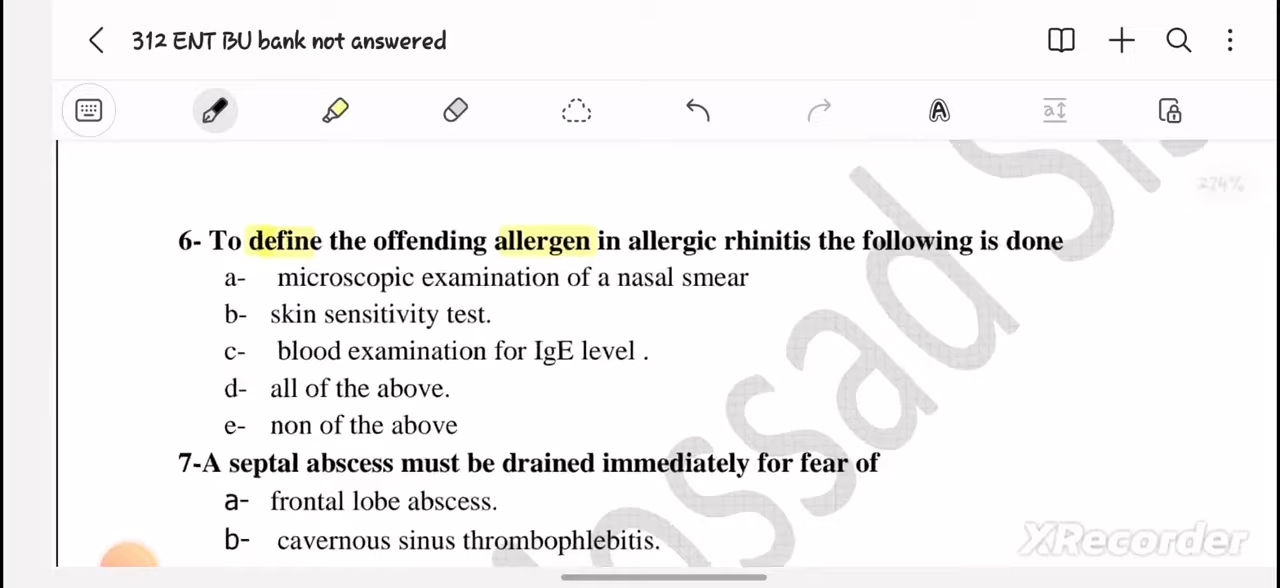 312 ENT BU bank not answered
274%
6- To define the offending allergen in allergic rhinitis the following is done
a- microscopic examination of a nasal smear
b- skin sensitivity test.
c- blood examination for IgE level .
d- all of the above.
e- non of the above
7-A septal abscess must be drained immediately for fear of
a- frontal lobe abscess.
b- cavernous sinus thrombophlebitis.
XRecorder